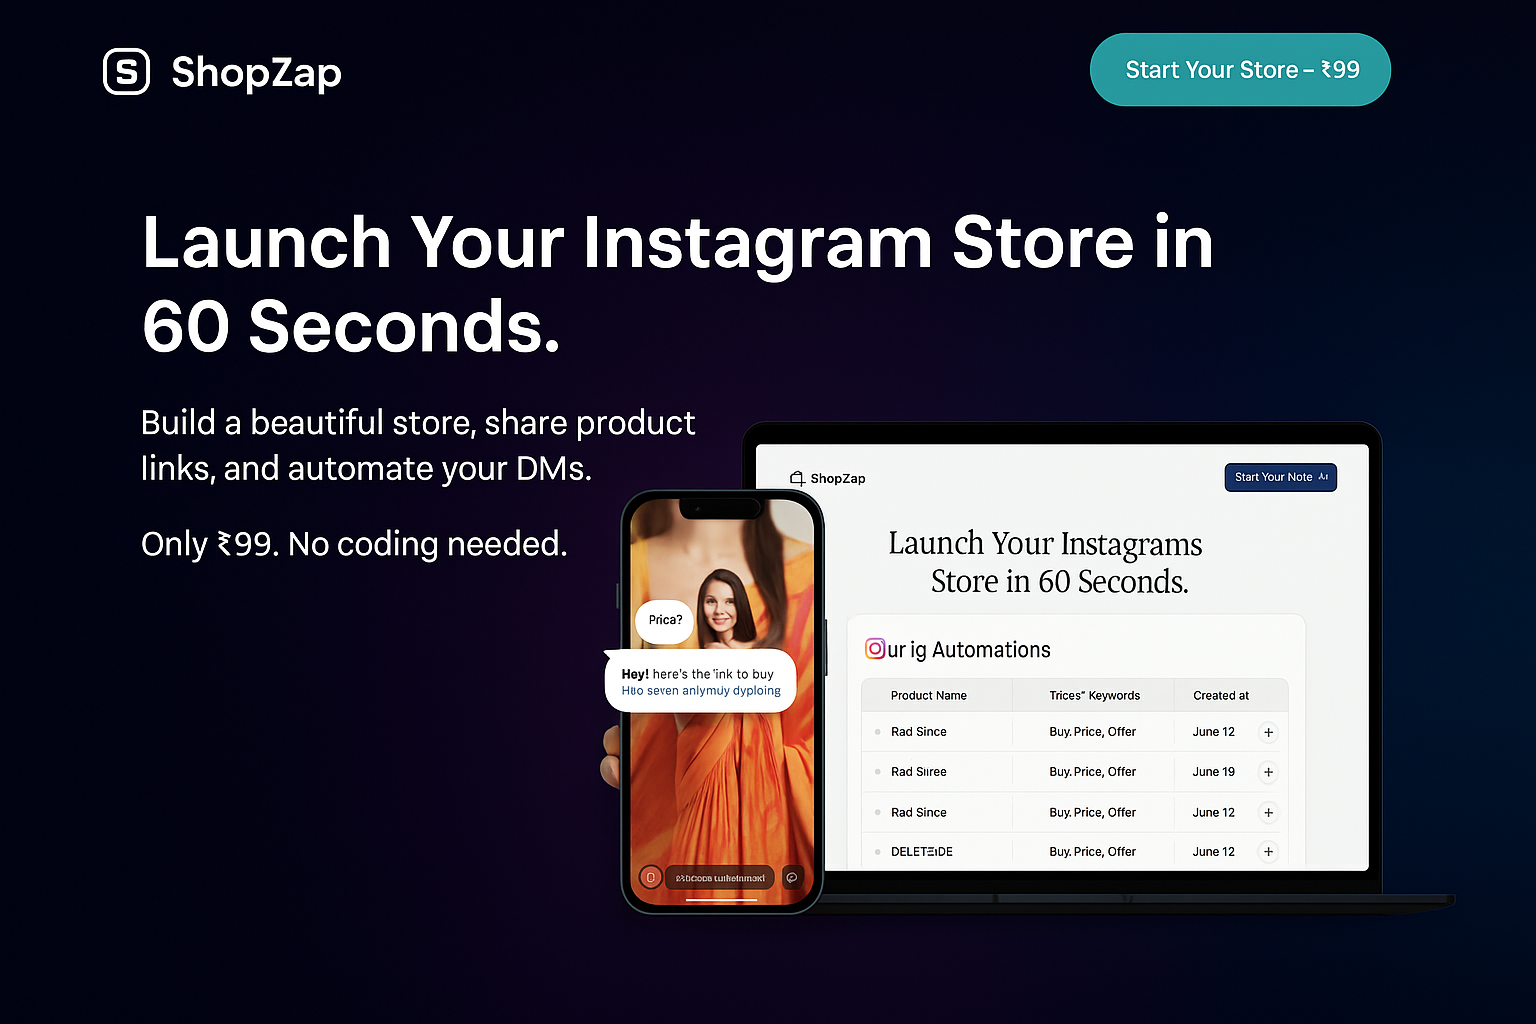 S ShopZap
Start Your Store – ₹99
Launch Your Instagram Store in
60 Seconds.
Build a beautiful store, share product
links, and automate your DMs.
Only ₹99. No coding needed.
ShopZap
Start Your Note
Launch Your Instagrams
Store in 60 Seconds.
ur ig Automations
Product Name Trices" Keywords Created at
Rad Since Buy. Price, Offer June 12 +
Rad Buy. Price, Offer June 19 +
Rad Since Buy. Price, Offer June 12 +
Buy. Price, Offer June 12 +
Prica?
Hey! here's the 'ink to buy
seven anlymuy dyploing